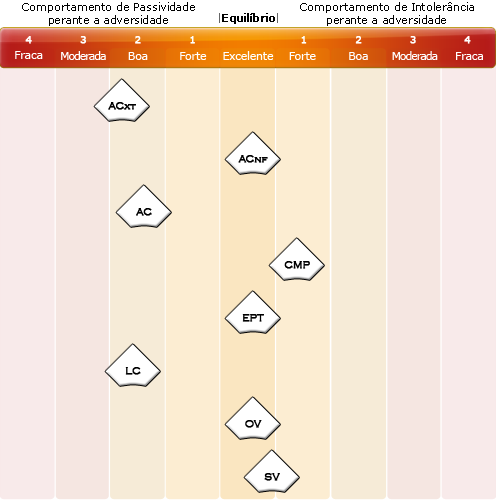 Comportamento de Passividade
perante a adversidade
|Equilíbrio|
Comportamento de Intolerância
perante a adversidade
4 3 2 1 1 2 3 4
Fraca Moderada Boa Forte Excelente Forte Boa Moderada Fraca
ACXT
ACNF
AC
CMP
EPT
LC
OV
SV